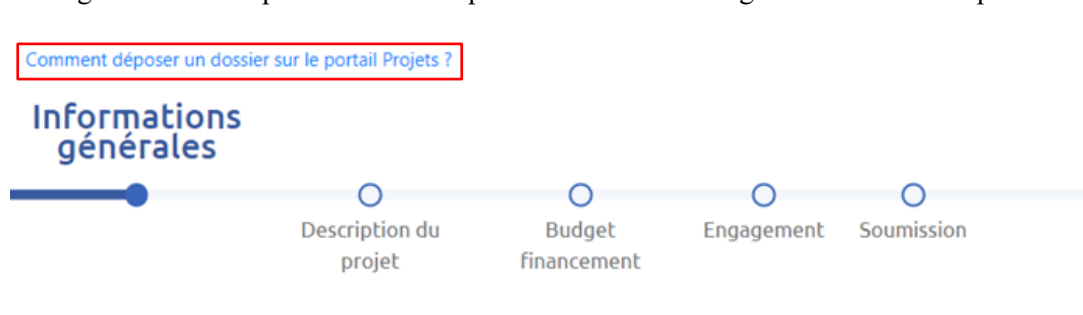 Comment déposer un dossier sur le portail Projets ?
Informations
générales
Description du
projet
Budget
financement
Engagement
Soumission